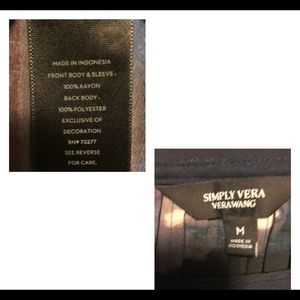 MADE IN INDONESIA
FRONT BODY & SLEEVE :
100% RAYON
BACK BODY :
100% POLYESTER
EXCLUSIVE OF
DECORATION
RN# 73277
SEE REVERSE
FOR CARE.
SIMPLY VERA
VERAWANG
M
MADE IN
INDONESIA